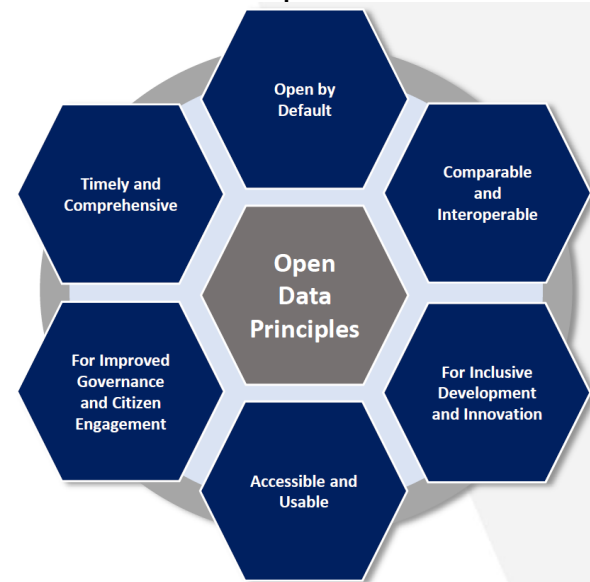 Open by
Default
Timely and
Comprehensive
Comparable
and
Interoperable
Open
Data
Principles
For Improved
Governance
and Citizen
Engagement
For Inclusive
Development
and Innovation
Accessible and
Usable